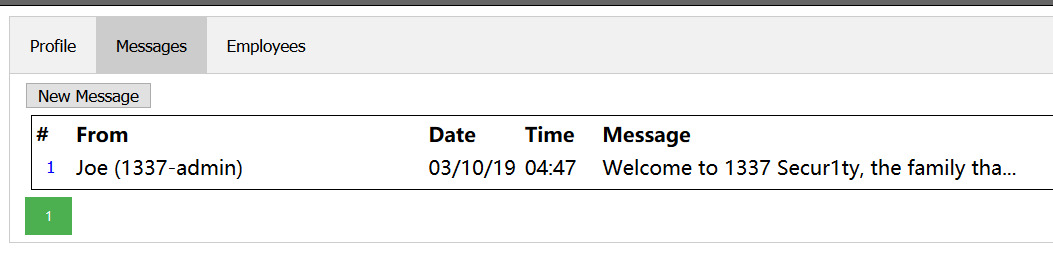 Profile Messages Employees
New Message
# From Date Time Message
1 Joe (1337-admin) 03/10/19 04:47 Welcome to 1337 Secur1ty, the family tha...
1